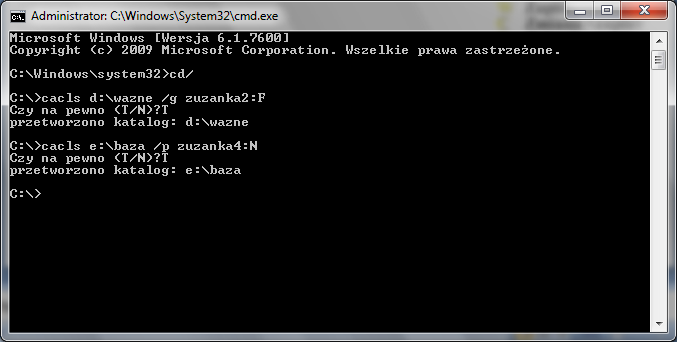 Administrator: C:\Windows\System32\cmd.exe
Microsoft Windows [Wersja 6.1.7600]
Copyright (c) 2009 Microsoft Corporation. Wszelkie prawa zastrzeżone.
C:\Windows\system32>cd/
C:\>cacls d:\wazne /g zuzanka2:F
Czy na pewno (T/N)?T
przetworzono katalog: d:\wazne
C:\>cacls e:\baza /p zuzanka4:N
Czy na pewno (T/N)?T
przetworzono katalog: e:\baza
C:\>